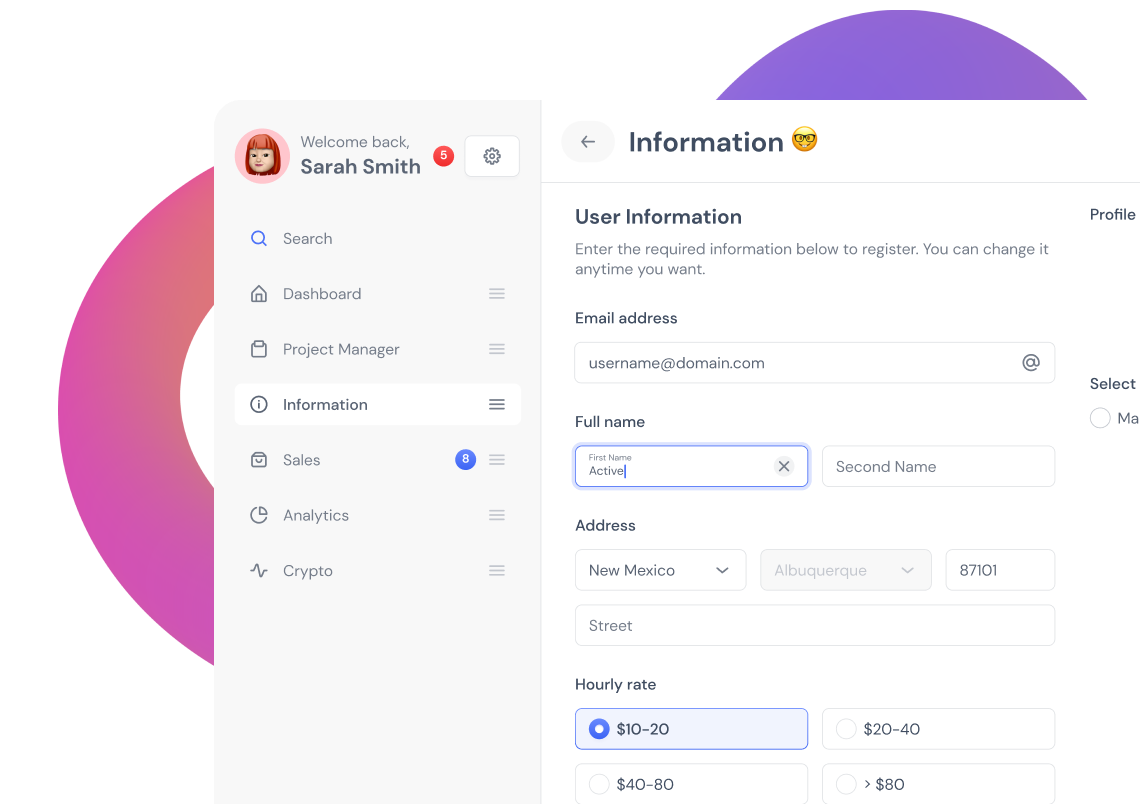 Welcome back,
Sarah Smith
5
Search
Dashboard
Project Manager
Information
Sales
8
Analytics
Crypto
Information 🤓
User Information
Enter the required information below to register. You can change it
anytime you want.
Email address
username@domain.com
@
Full name
First Name
Active
Second Name
Address
New Mexico
Albuquerque
87101
Street
Hourly rate
$10-20
$20-40
$40-80
> $80
Profile
Select
Ma